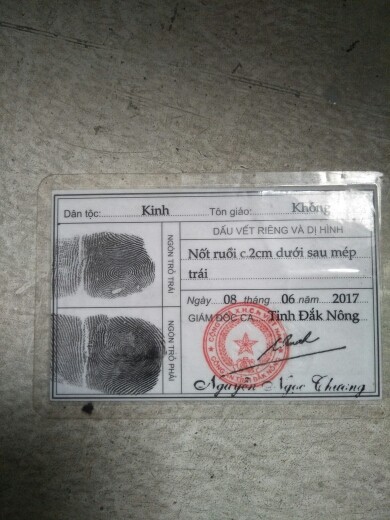 Dân tộc: Kinh Tôn giáo: Không
NGÓN TRỎ TRÁI
DẤU VẾT RIÊNG VÀ DỊ HÌNH
Nốt ruồi c.2cm dưới sau mép
trái
Ngày 08 tháng 06 năm 2017
GIÁM ĐỐC CA Tỉnh Đắk Nông
NGÓN TRỎ PHẢI
Nguyễn Ngọc Chương